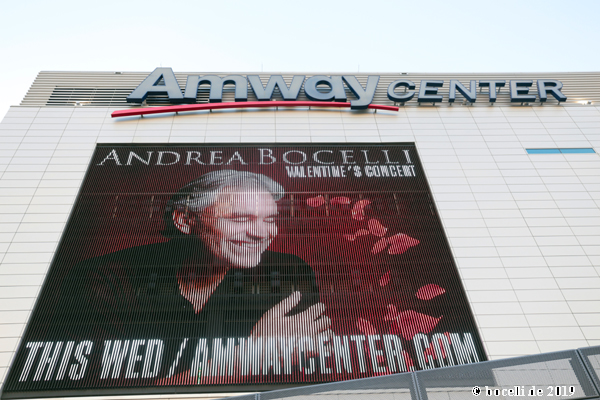 Amway CENTER
ANDREA BOCELLI
VALENTINE'S CONCERT
THIS WED / AMWAYCENTER.COM
© bocelli.de 2019